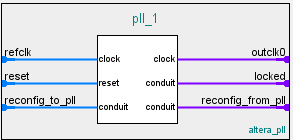 pll_1
refclk clock clock outclk0
reset reset conduit locked
reconfig_to_pll conduit conduit reconfig_from_pll
altera_pll